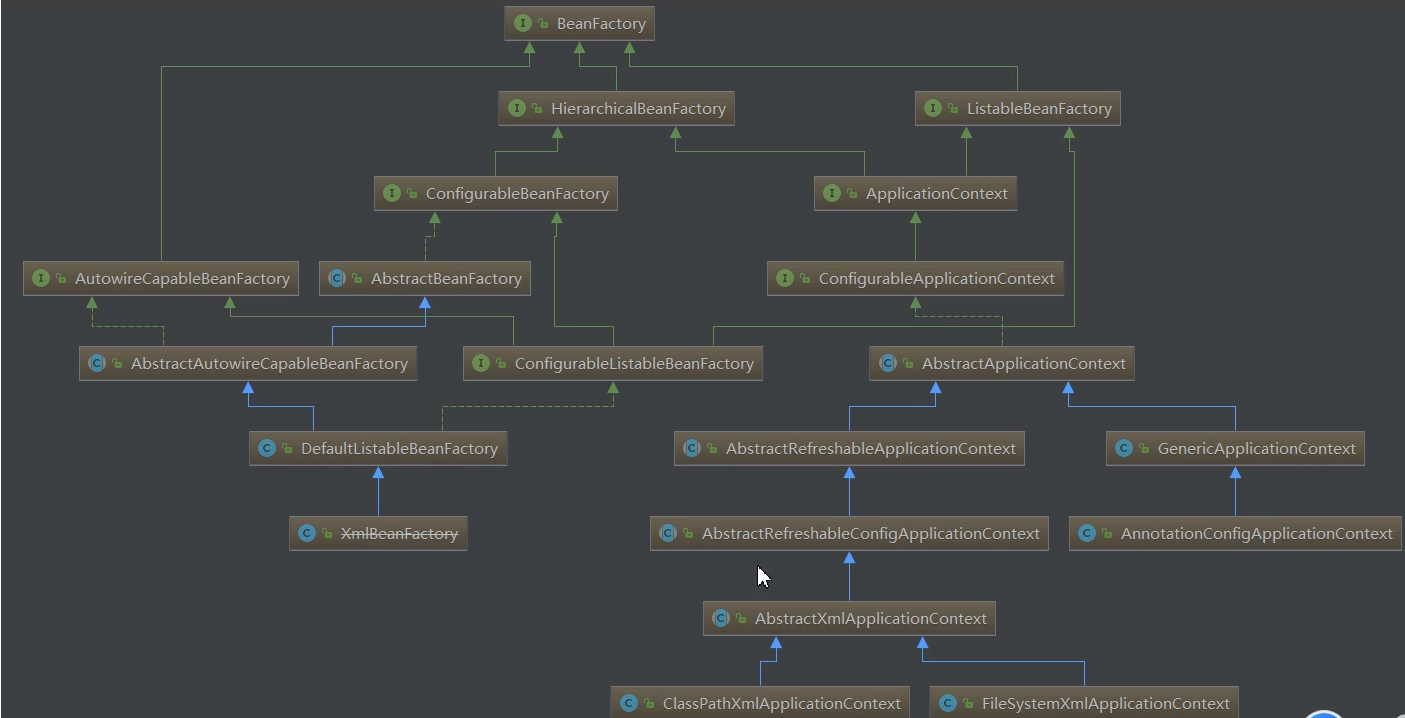 BeanFactory
HierarchicalBeanFactory
ListableBeanFactory
ConfigurableBeanFactory
ApplicationContext
AutowireCapableBeanFactory
AbstractBeanFactory
ConfigurableApplicationContext
AbstractAutowireCapableBeanFactory
ConfigurableListableBeanFactory
AbstractApplicationContext
DefaultListableBeanFactory
AbstractRefreshableApplicationContext
GenericApplicationContext
XmlBeanFactory
AbstractRefreshableConfigApplicationContext
AnnotationConfigApplicationContext
AbstractXmlApplicationContext
ClassPathXmlApplicationContext
FileSystemXmlApplicationContext